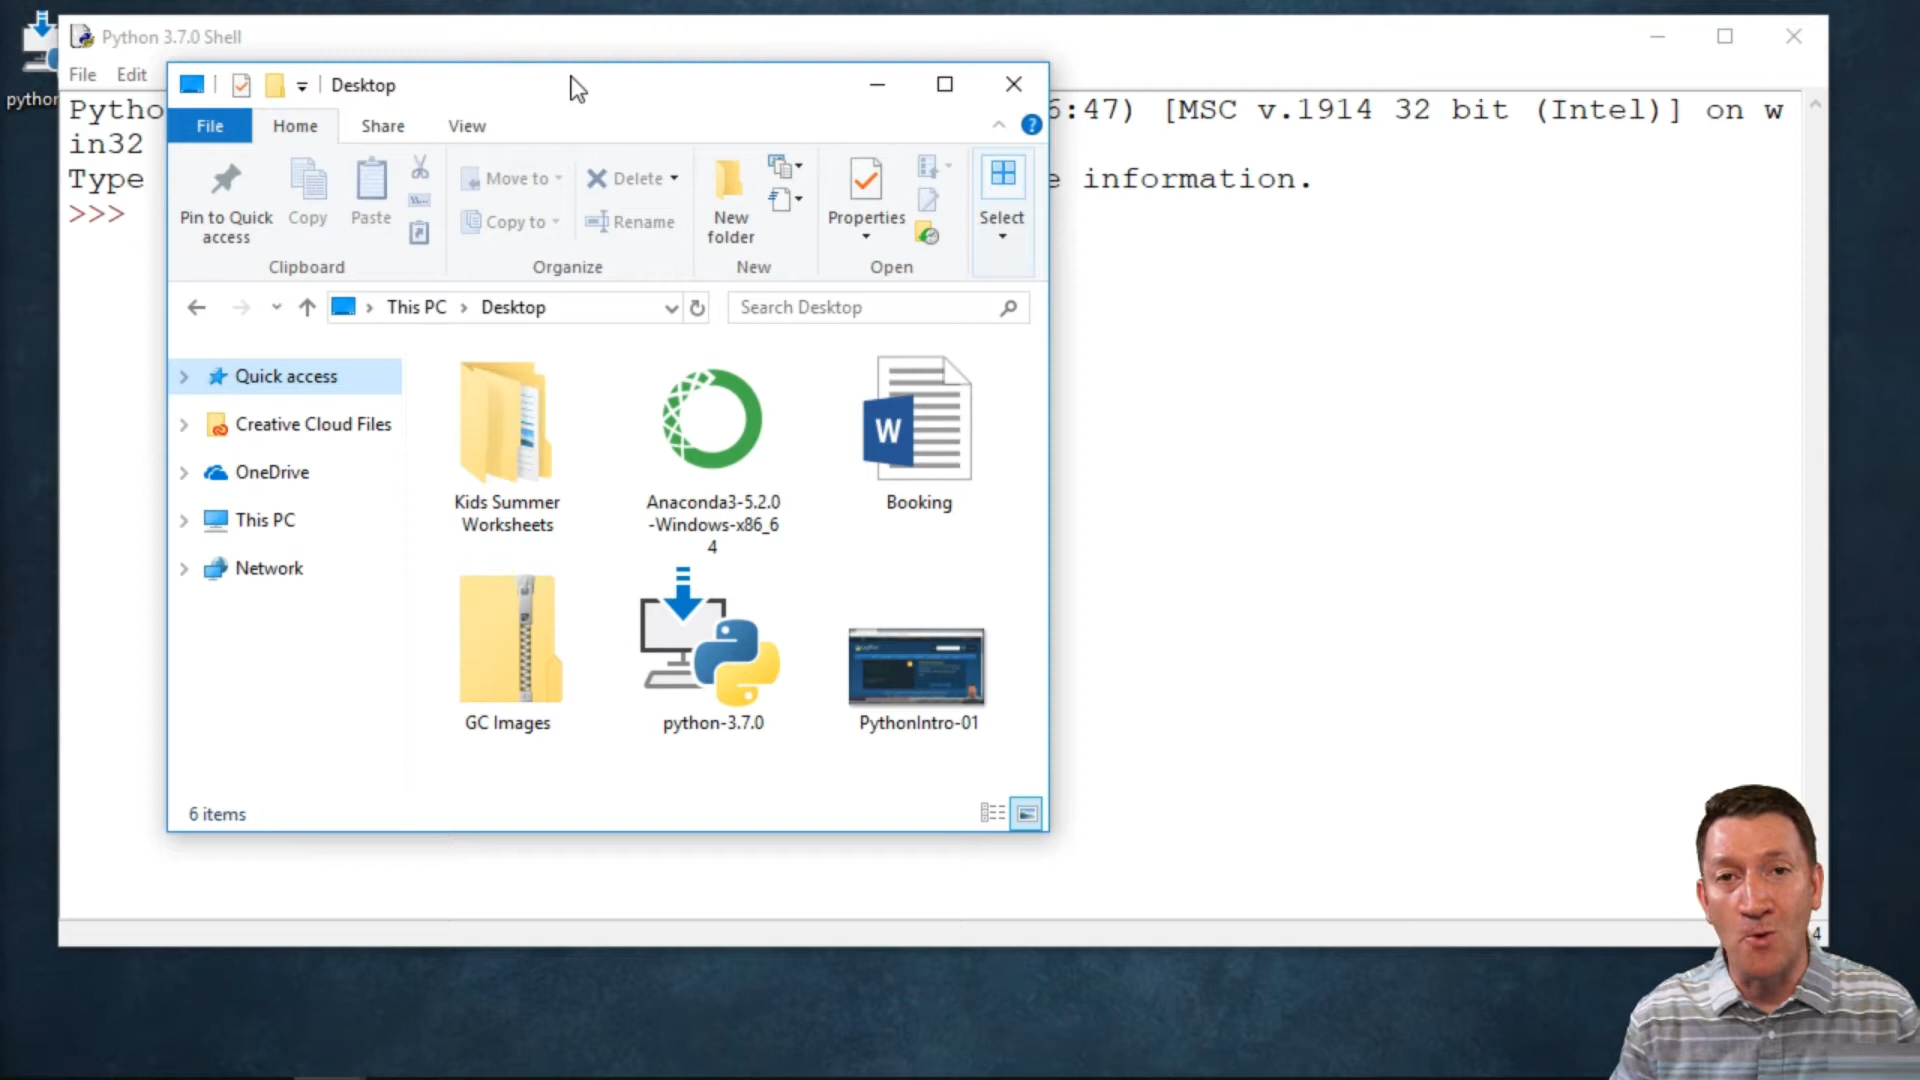 Python 3.7.0 Shell
File Edit
Desktop
File Home Share View
Pytho
6:47) [MSC v.1914 32 bit (Intel)] on w
in32
Type
e information.
>>>
Pin to Quick access
Copy
Paste
Clipboard
Move to
Copy to
Delete
Rename
Organize
New folder
New
Properties
Open
Select
This PC > Desktop
Search Desktop
Quick access
Creative Cloud Files
OneDrive
This PC
Network
Kids Summer
Worksheets
Anaconda3-5.2.0
-Windows-x86_6
4
Booking
GC Images
python-3.7.0
PythonIntro-01
6 items
python
4
W